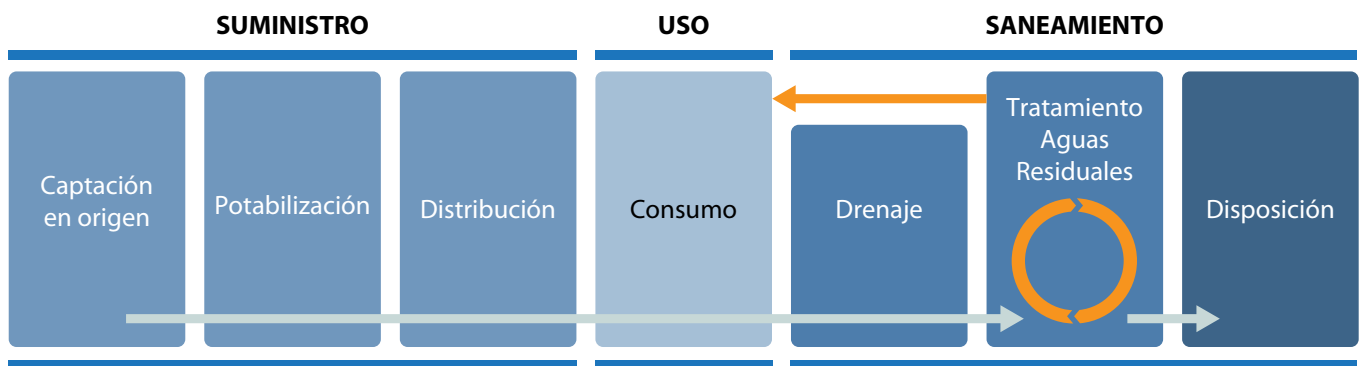 SUMINISTRO
USO
SANEAMIENTO
Captación
en origen
Potabilización
Distribución
Consumo
Drenaje
Tratamiento
Aguas
Residuales
Disposición